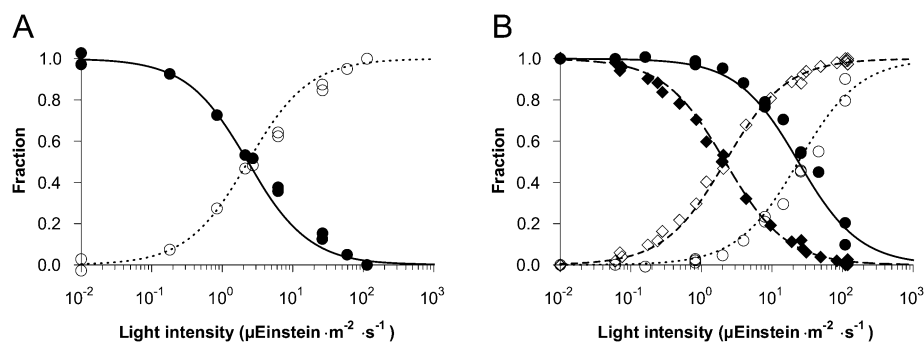 A
B
1.0
0.8
0.6
0.4
0.2
0.0
Fraction
10⁻² 10⁻¹ 10⁰ 10¹ 10² 10³
Light intensity (µEinstein·m⁻² ·s⁻¹ )
1.0
0.8
0.6
0.4
0.2
0.0
Fraction
10⁻² 10⁻¹ 10⁰ 10¹ 10² 10³
Light intensity (µEinstein·m⁻² ·s⁻¹ )